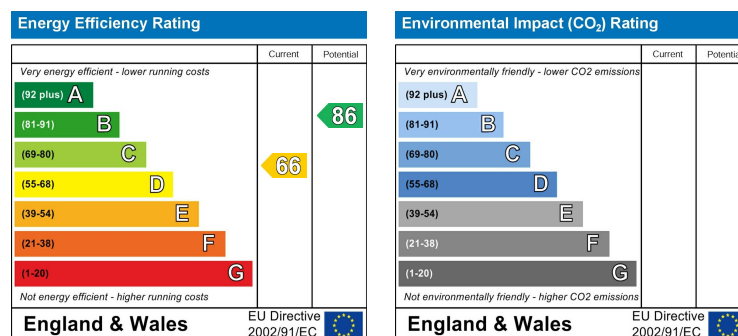 Energy Efficiency Rating
Current Potential
Very energy efficient - lower running costs
(92 plus) A
(81-91) B
86
(69-80) C
66
(55-68) D
(39-54) E
(21-38) F
(1-20) G
Not energy efficient - higher running costs
England & Wales
EU Directive
2002/91/EC
Environmental Impact (CO₂) Rating
Current Potentia
Very environmentally friendly - lower CO2 emissions
(92 plus) A
(81-91) B
(69-80) C
(55-68) D
(39-54) E
(21-38) F
(1-20) G
Not environmentally friendly - higher CO2 emissions
England & Wales
EU Directive
2002/91/EC